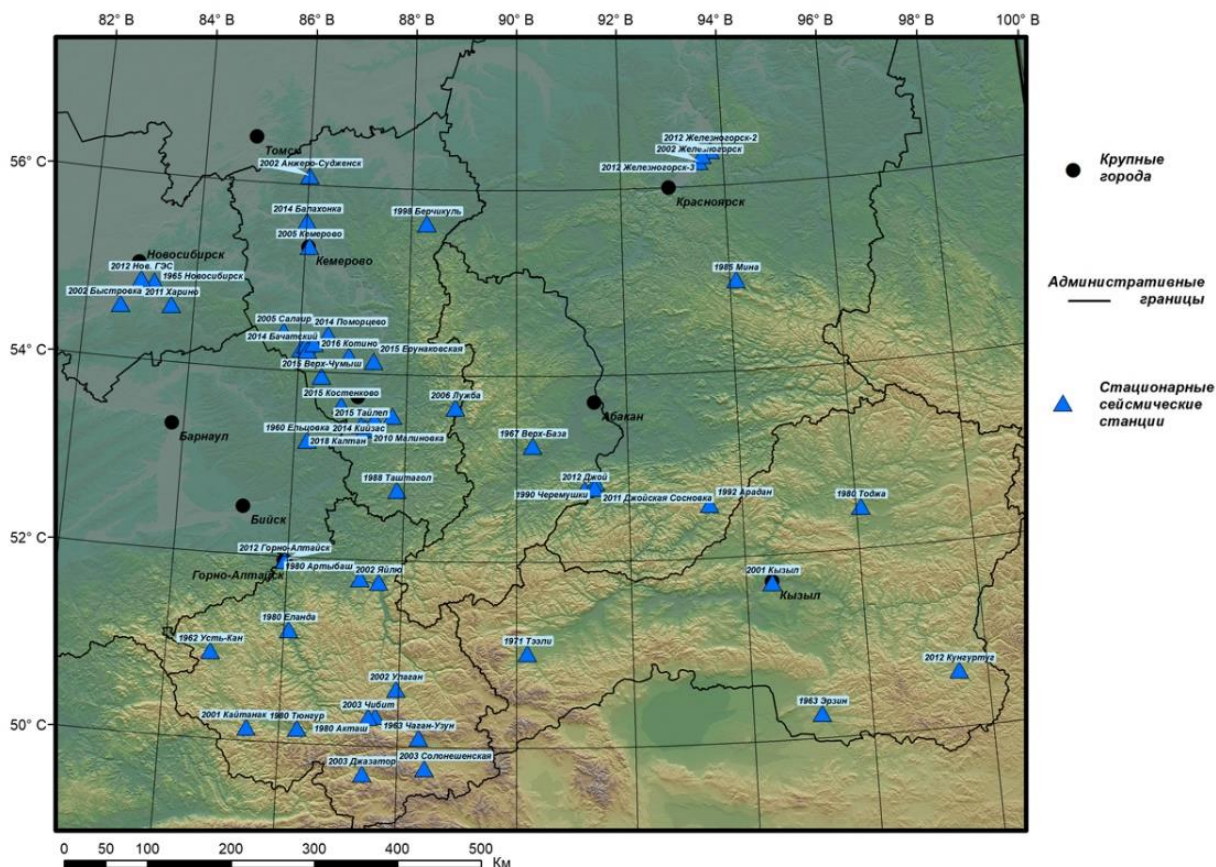 82° В 84° В 86° В 88° В 90° В 92° В 94° В 96° В 98° В 100° В
Томск
2002 Анжеро-Судженск
2012 Железногорск-2
2002 Железногорск
2012 Железногорск-3
56° С
Красноярск
2014 Балахонка
1998 Берчикуль
2005 Кемерово
Кемерово
Новосибирск
2012 Нов. ГЭС
1965 Новосибирск
2002 Быстровка
2011 Харино
1985 Мина
2005 Салаир
2014 Поморцево
2014 Бачатский
2016 Котино
54° С
2015 Ерунаковская
2015 Верх-Чумыш
2015 Костенково
2006 Лужба
Абакан
2015 Тайлеп
Барнаул
1960 Ельцовка
2014 Кийзас
2018 Калтан
2010 Малиновка
1967 Верх-База
1988 Таштагол
2012 Джой
1990 Черемушки
2011 Джойская Сосновка
1992 Арадан
1980 Тоджа
Бийск
52° С
2012 Горно-Алтайск
Горно-Алтайск
1980 Артыбаш
2002 Яйлю
2001 Кызыл
Кызыл
1980 Еланда
1962 Усть-Кан
1971 Тээли
2012 Кунгуртуг
2002 Улаган
2003 Чибит
1963 Эрзин
50° С
2001 Кайтанак
1980 Тюнгур
1980 Акташ
1963 Чаган-Узун
2003 Джазатор
2003 Солонешенская
0 50 100 200 300 400 500
Км
Крупные
города
Административные
границы
Стационарные
сейсмические
станции